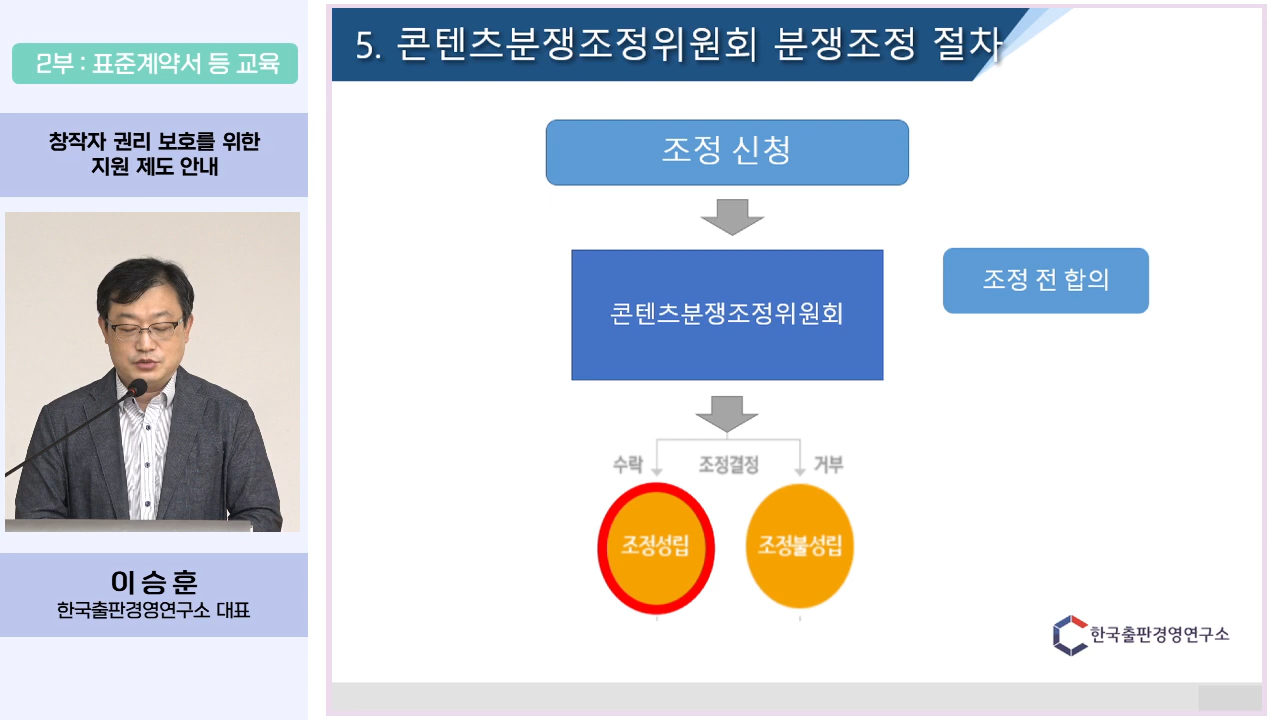 2부 : 표준계약서 등 교육
창작자 권리 보호를 위한
지원 제도 안내
이 승 훈
한국출판경영연구소 대표
5. 콘텐츠분쟁조정위원회 분쟁조정 절차
조정 신청
콘텐츠분쟁조정위원회
조정 전 합의
수락 조정결정 거부
조정성립 조정불성립
한국출판경영연구소